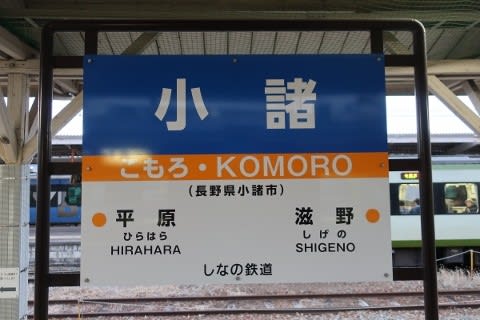 小諸
こもろ・KOMORO
(長野県小諸市)
平原 滋野
ひらはら しげの
HIRAHARA SHIGENO
しなの鉄道